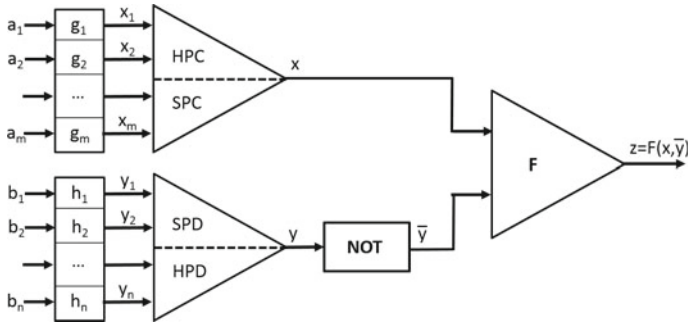 a₁ g₁ x₁
a₂ g₂ x₂ HPC x
... SPC
aₘ gₘ xₘ
F z=F(x,y̅)
b₁ h₁ y₁
b₂ h₂ y₂ SPD y NOT y̅
... HPD
bₙ hₙ yₙ